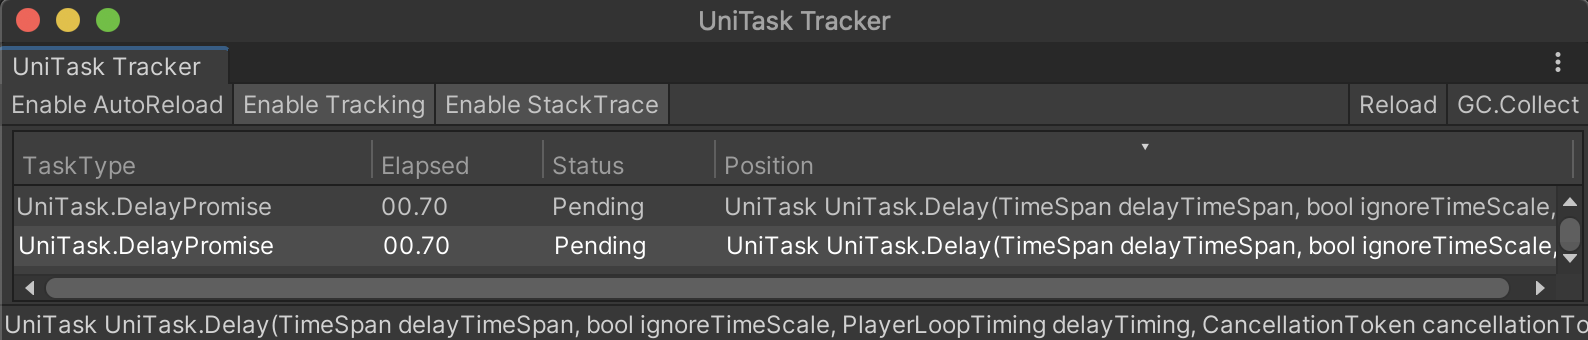 UniTask Tracker
UniTask Tracker
Enable AutoReload Enable Tracking Enable StackTrace Reload GC.Collect
TaskType Elapsed Status Position
UniTask.DelayPromise 00.70 Pending UniTask UniTask.Delay(TimeSpan delayTimeSpan, bool ignoreTimeScale,
UniTask.DelayPromise 00.70 Pending UniTask UniTask.Delay(TimeSpan delayTimeSpan, bool ignoreTimeScale,
UniTask UniTask.Delay(TimeSpan delayTimeSpan, bool ignoreTimeScale, PlayerLoopTiming delayTiming, CancellationToken cancellationTo